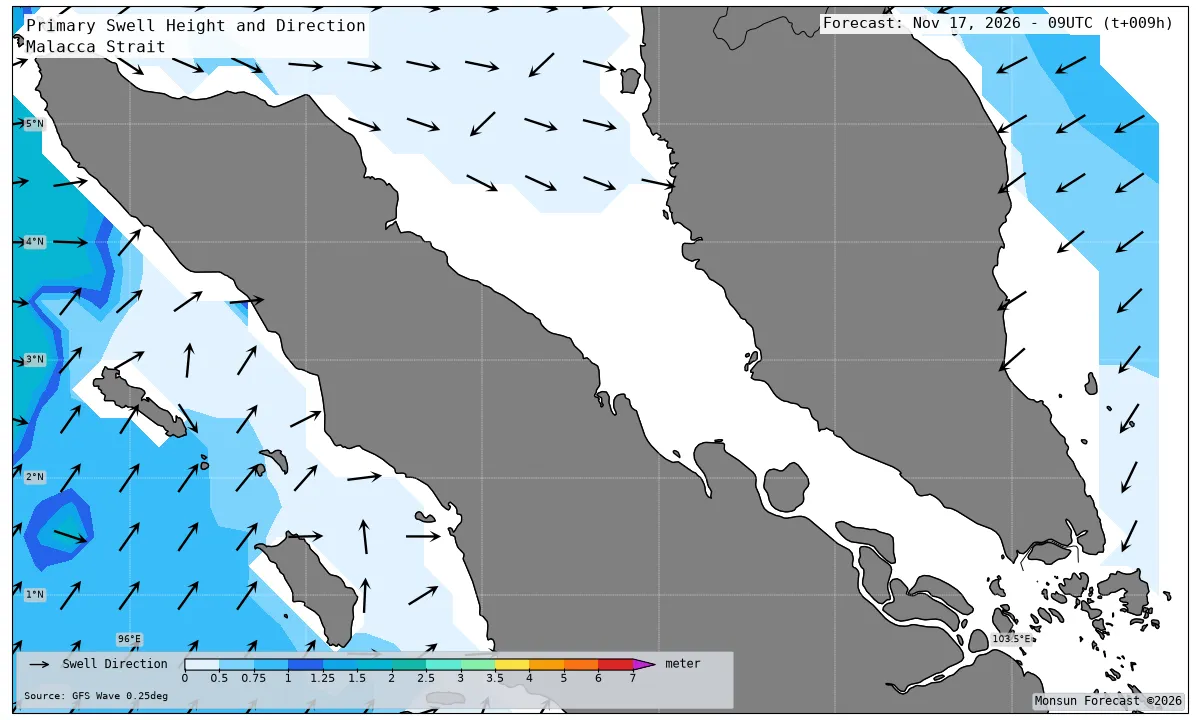 Primary Swell Height and Direction
Malacca Strait
Forecast: Nov 17, 2026 - 09UTC (t+009h)
5°N
4°N
3°N
2°N
1°N
96°E
103.5°E
Swell Direction
meter
0 0.5 0.75 1 1.25 1.5 2 2.5 3 3.5 4 5 6 7
Source: GFS Wave 0.25deg
Monsun Forecast ©2026